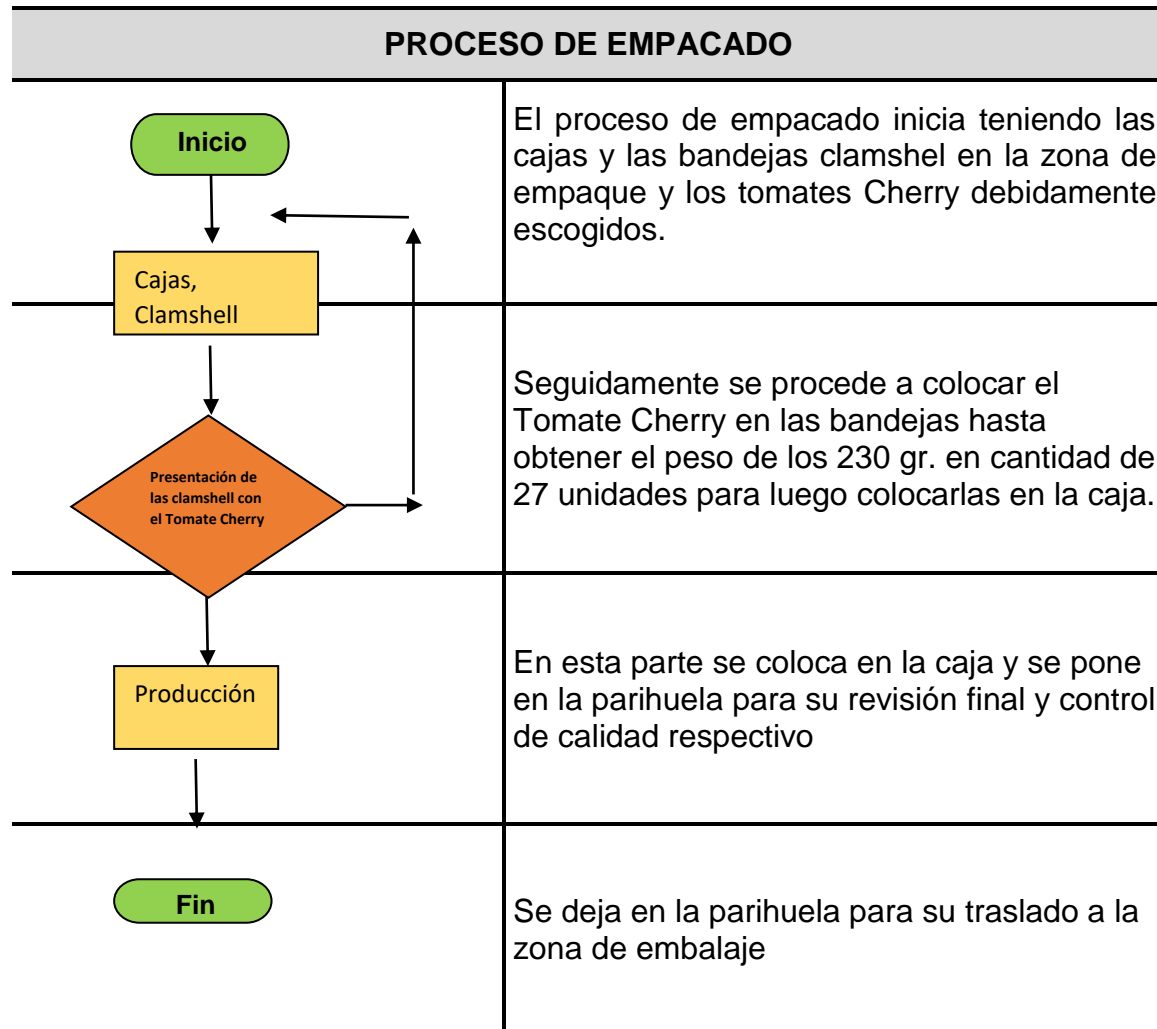 PROCESO DE EMPACADO
Inicio
El proceso de empacado inicia teniendo las
cajas y las bandejas clamshel en la zona de
empaque y los tomates Cherry debidamente
escogidos.
Cajas,
Clamshell
Seguidamente se procede a colocar el
Tomate Cherry en las bandejas hasta
obtener el peso de los 230 gr. en cantidad de
27 unidades para luego colocarlas en la caja.
Presentación de
las clamshell con
el Tomate Cherry
Producción
En esta parte se coloca en la caja y se pone
en la parihuela para su revisión final y control
de calidad respectivo
Fin
Se deja en la parihuela para su traslado a la
zona de embalaje